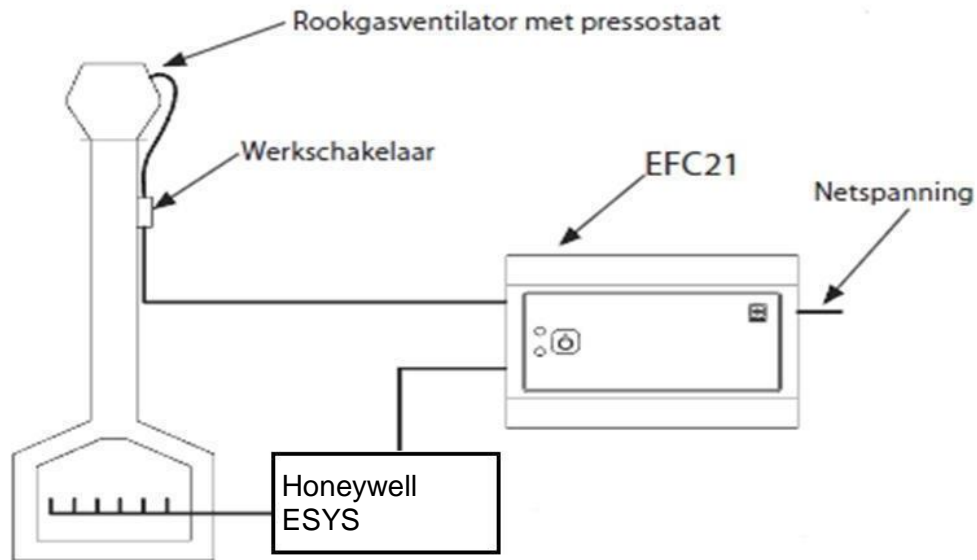 Rookgasventilator met pressostaat
Werkschakelaar
EFC21
Netspanning
Honeywell
ESYS